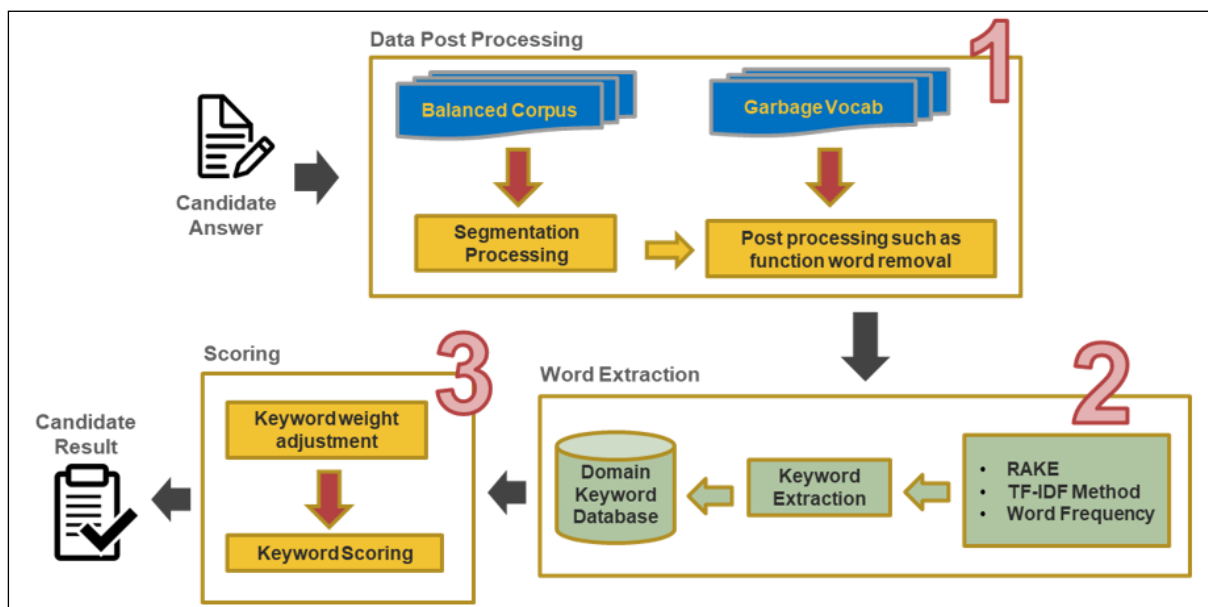 Data Post Processing
1
Balanced Corpus
Garbage Vocab
Candidate
Answer
Segmentation
Processing
Post processing such as
function word removal
Scoring
3
Word Extraction
2
Candidate
Result
Keyword weight
adjustment
Keyword Scoring
Domain
Keyword
Database
Keyword
Extraction
• RAKE
• TF-IDF Method
• Word Frequency